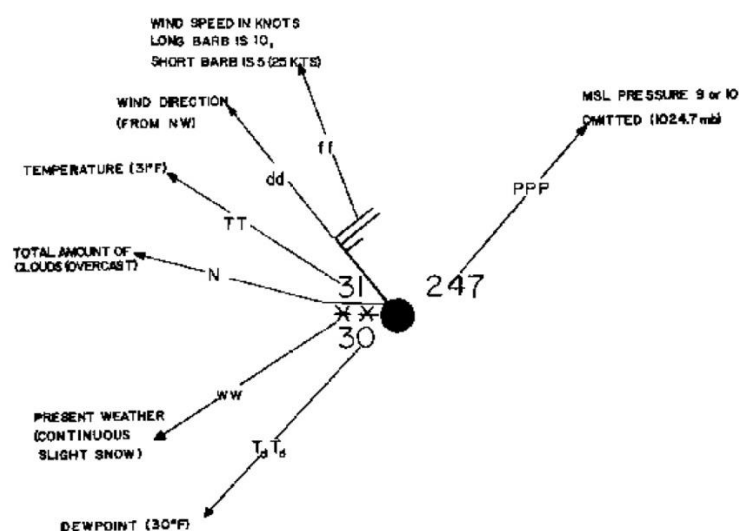 WIND SPEED IN KNOTS
LONG BARB IS 10,
SHORT BARB IS 5 (25 KTS)
WIND DIRECTION
(FROM NW)
MSL PRESSURE 9 or 10
OMITTED (1024.7mb)
ff
dd
PPP
TEMPERATURE (31°F)
TT
TOTAL AMOUNT OF
CLOUDS (OVERCAST)
N
31
247
30
WW
PRESENT WEATHER
(CONTINUOUS
SLIGHT SNOW)
TdTd
DEWPOINT (30°F)